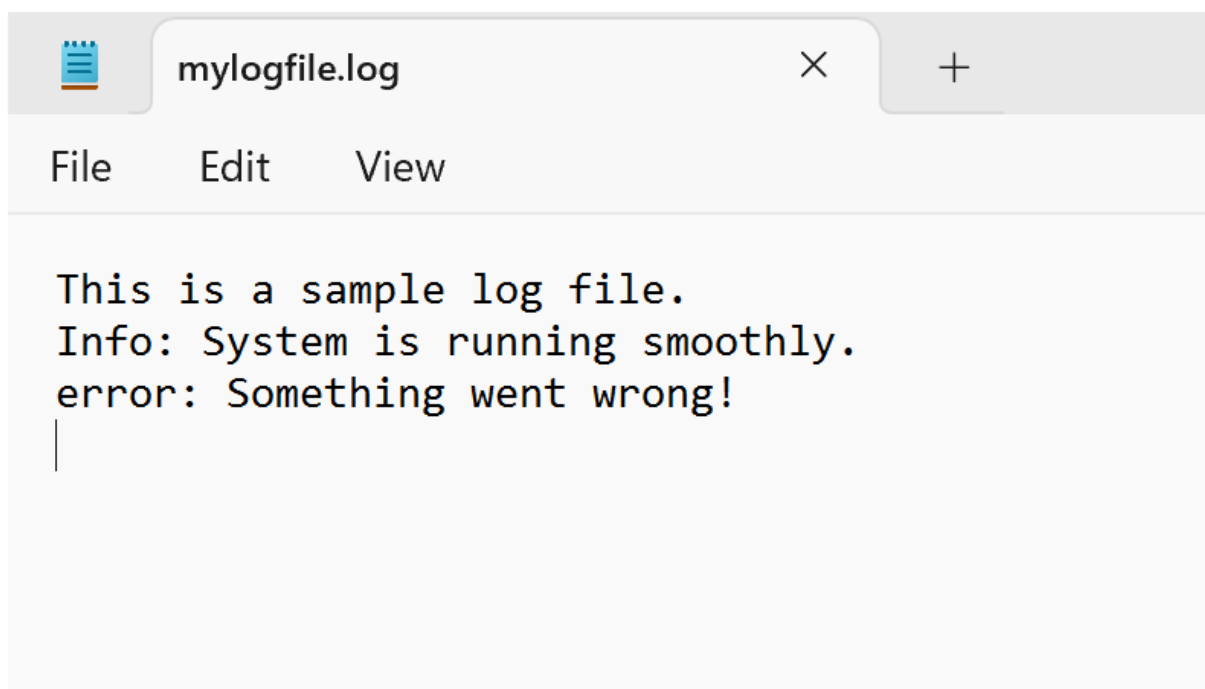 mylogfile.log
File Edit View
This is a sample log file.
Info: System is running smoothly.
error: Something went wrong!